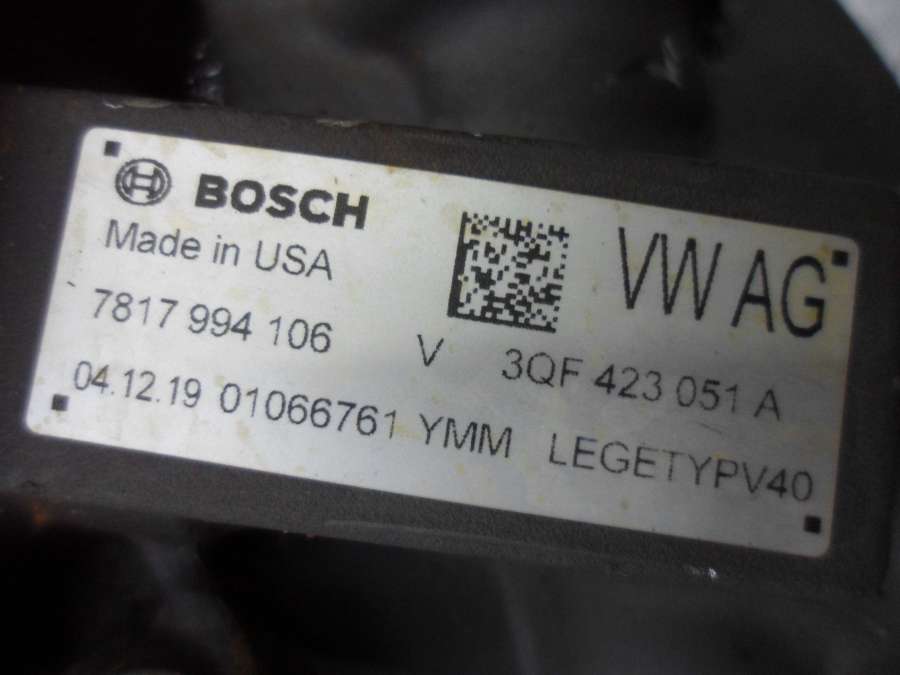 BOSCH
Made in USA
VW AG
7817 994 106 V 3QF 423 051 A
04.12.19 01066761 YMM LEGETYPV40